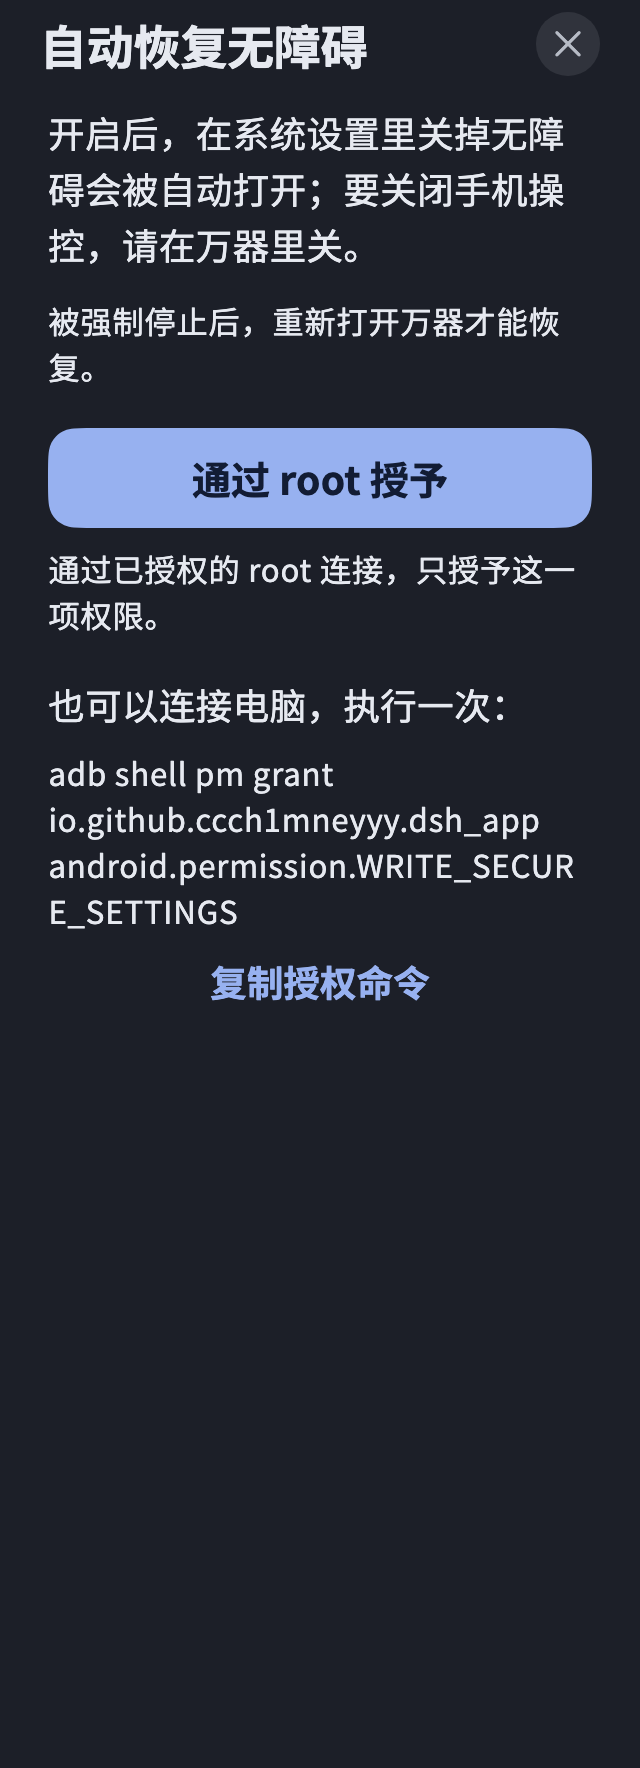 自动恢复无障碍
开启后，在系统设置里关掉无障
碍会被自动打开；要关闭手机操
控，请在万器里关。
被强制停止后，重新打开万器才能恢
复。
通过 root 授予
通过已授权的 root 连接，只授予这一
项权限。
也可以连接电脑，执行一次：
adb shell pm grant
io.github.ccch1mneyyy.dsh_app
android.permission.WRITE_SECUR
E_SETTINGS
复制授权命令